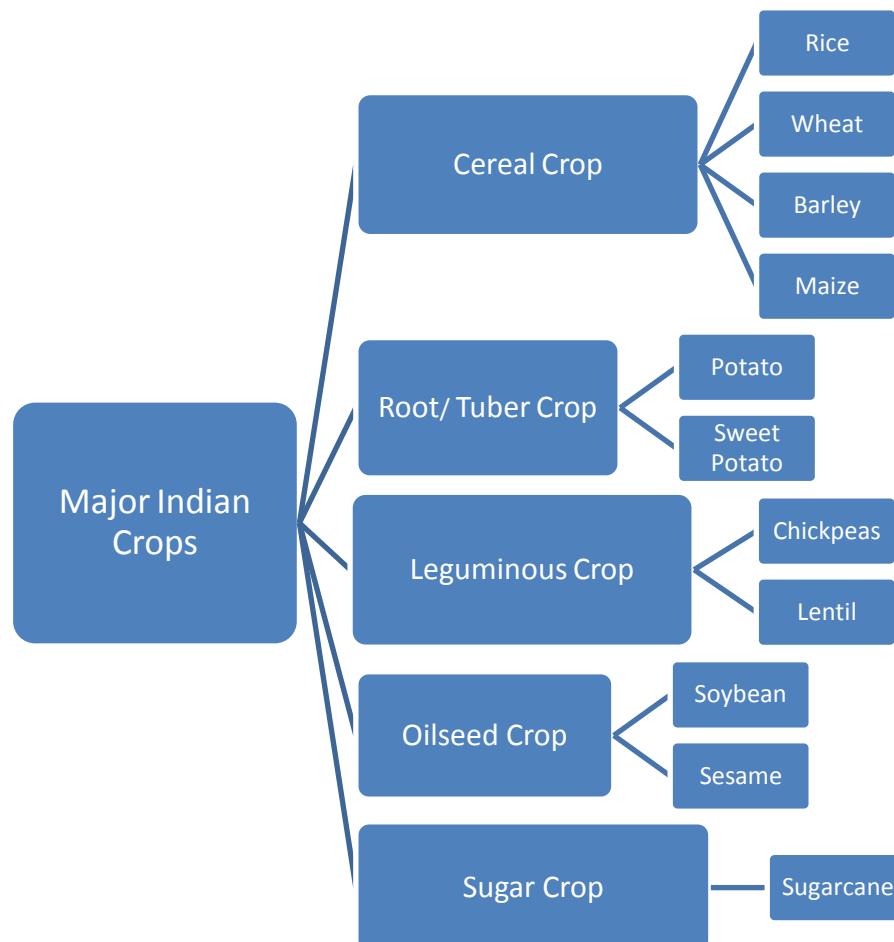 Major Indian
Crops
Cereal Crop
Rice
Wheat
Barley
Maize
Root/ Tuber Crop
Potato
Sweet
Potato
Leguminous Crop
Chickpeas
Lentil
Oilseed Crop
Soybean
Sesame
Sugar Crop
Sugarcane